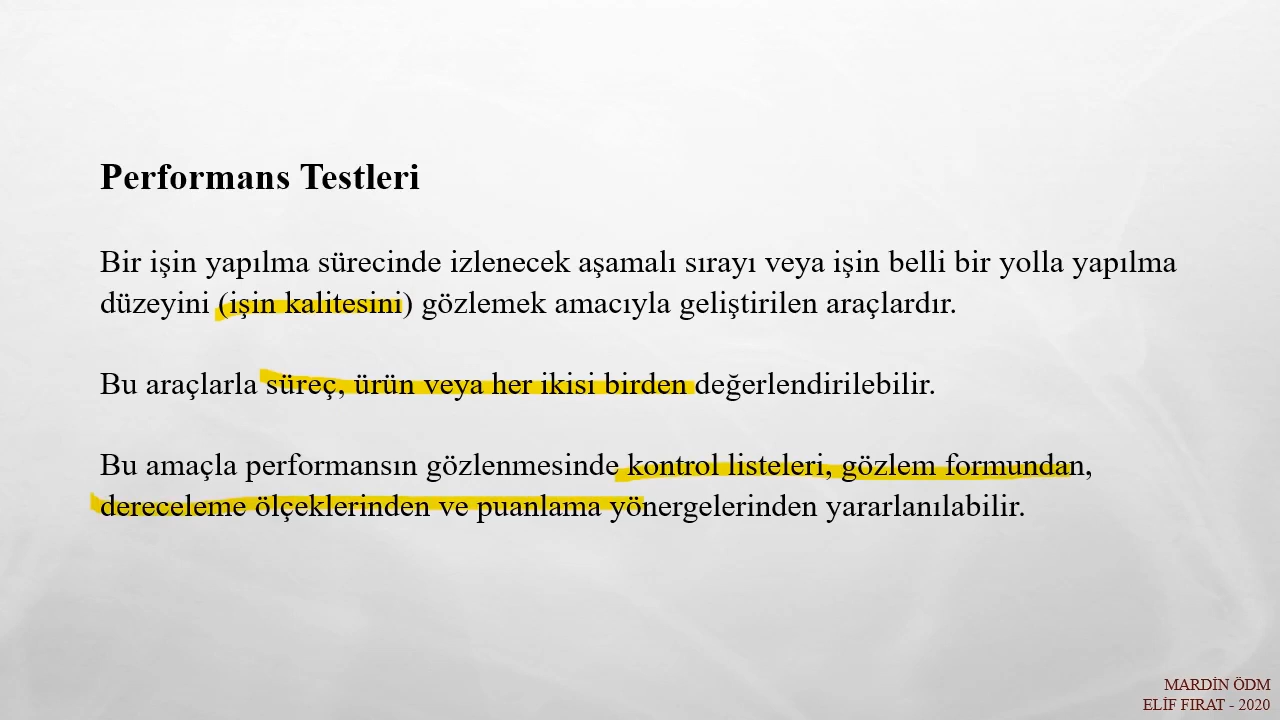 Performans Testleri
Bir işin yapılma sürecinde izlenecek aşamalı sırayı veya işin belli bir yolla yapılma
düzeyini (işin kalitesini) gözlemek amacıyla geliştirilen araçlardır.
Bu araçlarla süreç, ürün veya her ikisi birden değerlendirilebilir.
Bu amaçla performansın gözlenmesinde kontrol listeleri, gözlem formundan,
dereceleme ölçeklerinden ve puanlama yönergelerinden yararlanılabilir.
MARDİN ÖDM
ELİF FIRAT - 2020